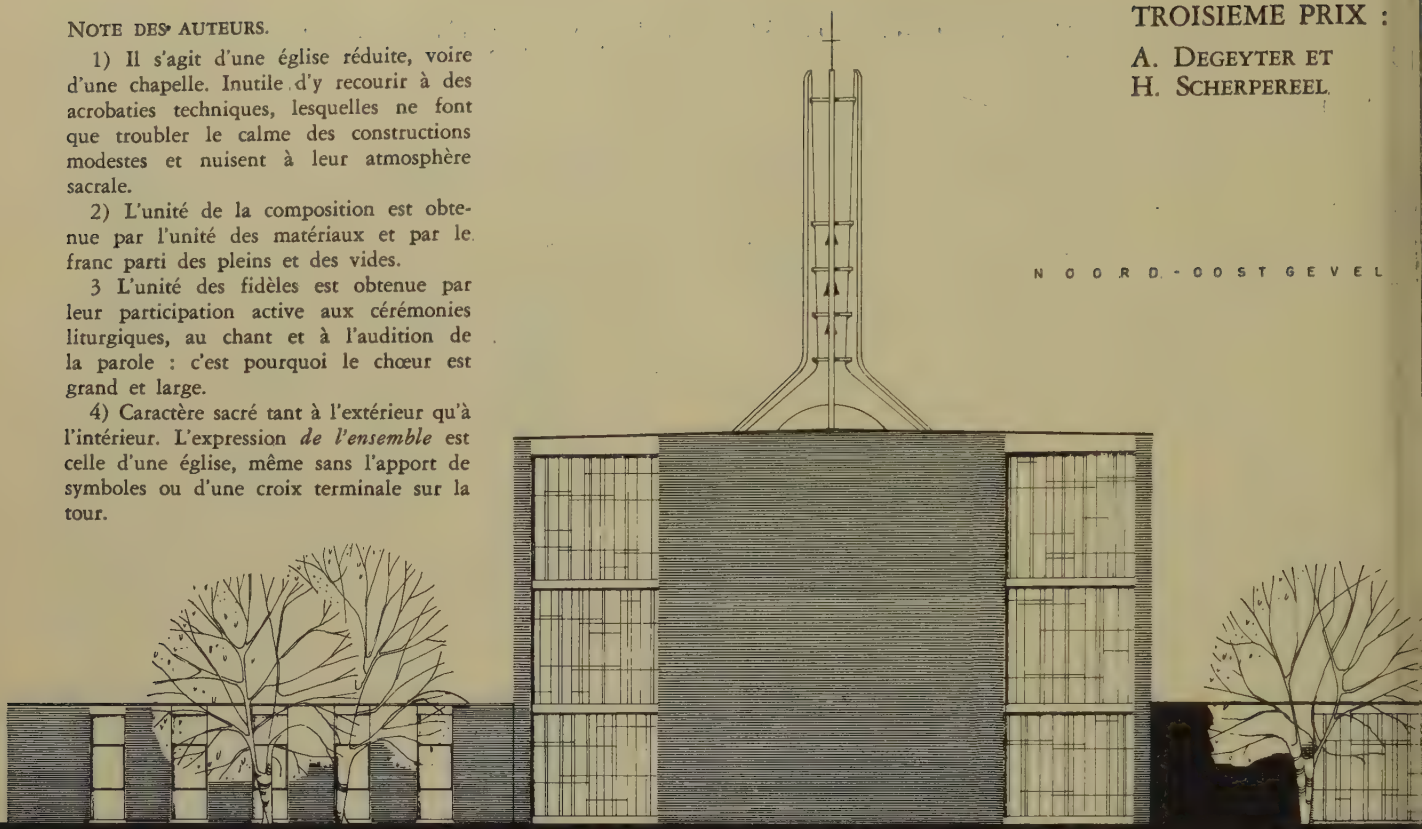 NOTE DES AUTEURS.
1) Il s'agit d'une église réduite, voire
d'une chapelle. Inutile d'y recourir à des
acrobaties techniques, lesquelles ne font
que troubler le calme des constructions
modestes et nuisent à leur atmosphère
sacrale.
2) L'unité de la composition est obte-
nue par l'unité des matériaux et par le
franc parti des pleins et des vides.
3 L'unité des fidèles est obtenue par
leur participation active aux cérémonies
liturgiques, au chant et à l'audition de
la parole : c'est pourquoi le chœur est
grand et large.
4) Caractère sacré tant à l'extérieur qu'à
l'intérieur. L'expression de l'ensemble est
celle d'une église, même sans l'apport de
symboles ou d'une croix terminale sur la
tour.
TROISIEME PRIX :
A. DEGEYTER ET
H. SCHERPEREEL.
NOORD-OOSTGEVEL